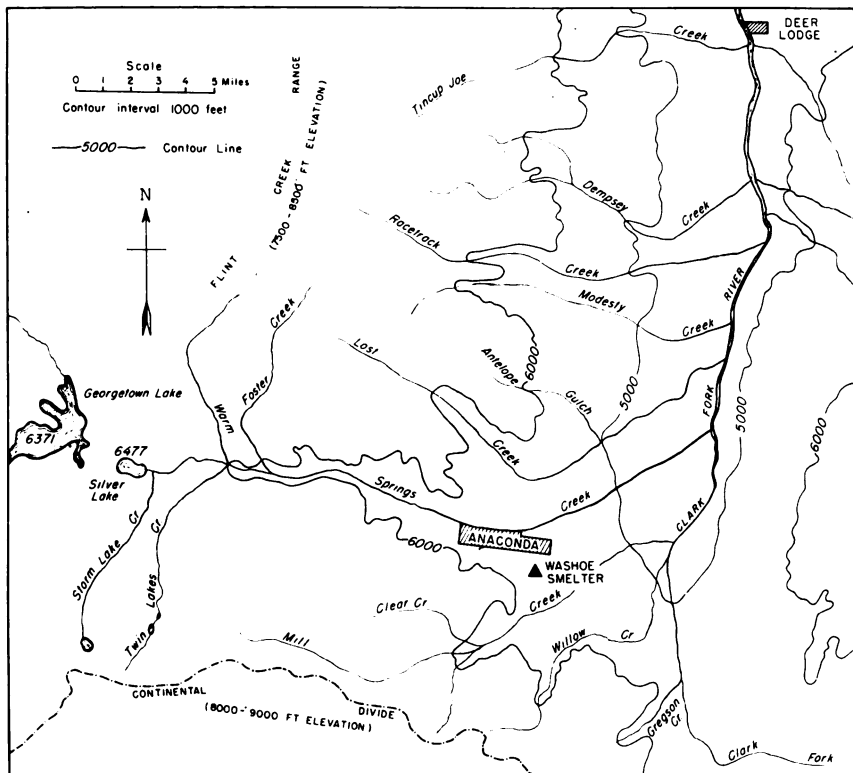 DEER
LODGE
Creek
Scale
0 1 2 3 4 5 Miles
Contour interval 1000 feet
5000 Contour Line
N
FLINT CREEK RANGE
(7500-8500 FT ELEVATION)
Tincup Joe
Dempsey
Creek
Racetrack
Creek
Modesty
Creek
RIVER
Foster Creek
Lost
Antelope
6000
Gulch
5000
5000
6000
Georgetown Lake
6371
Warm
6477
Silver
Lake
Springs
Creek
Creek
FORK
CLARK
ANACONDA
6000
WASHOE
SMELTER
Storm Lake Cr
Twin Lakes Cr
Clear Cr
Creek
Mill
Willow Cr
CONTINENTAL DIVIDE
(8000-9000 FT ELEVATION)
Gregson
Cr
Clark Fork